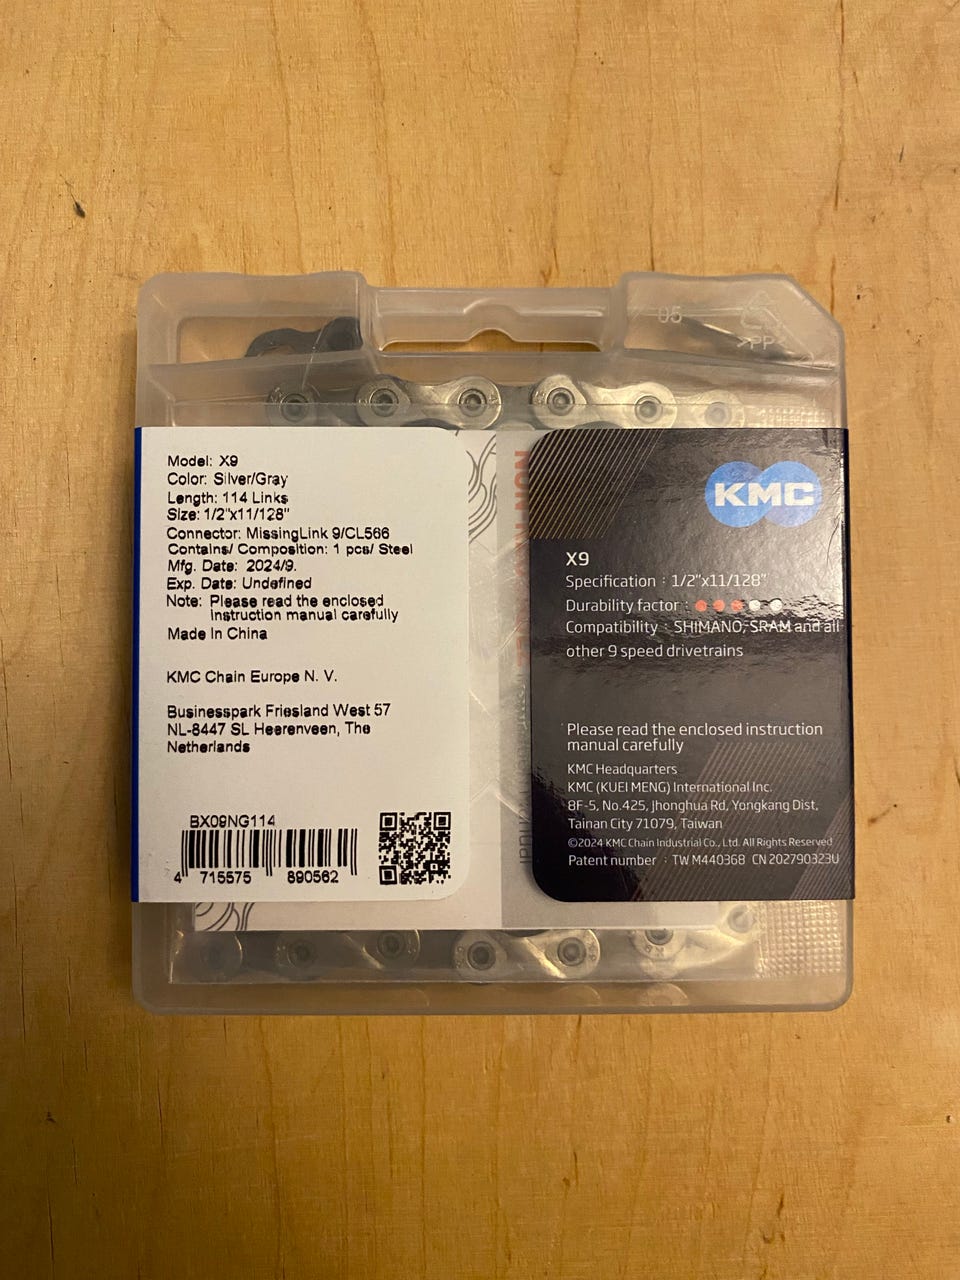 05
>PP<
Model: X9
Color: Silver/Gray
Length: 114 Links
Size: 1/2"x11/128"
Connector: MissingLink 9/CL566
Contains/ Composition: 1 pcs/ Steel
Mfg. Date: 2024/9.
Exp. Date: Undefined
Note: Please read the enclosed
instruction manual carefully
Made In China
KMC Chain Europe N. V.
Businesspark Friesland West 57
NL-8447 SL Heerenveen, The
Netherlands
BX09NG114
4 715575 890562
KMC
X9
Specification : 1/2"x11/128"
Durability factor :
Compatibility : SHIMANO, SRAM and all
other 9 speed drivetrains
Please read the enclosed instruction
manual carefully
KMC Headquarters
KMC (KUEI MENG) International Inc.
8F-5, No.425, Jhonghua Rd, Yongkang Dist,
Tainan City 71079, Taiwan
©2024 KMC Chain Industrial Co., Ltd. All Rights Reserved
Patent number : TW M440368 CN 202790323U